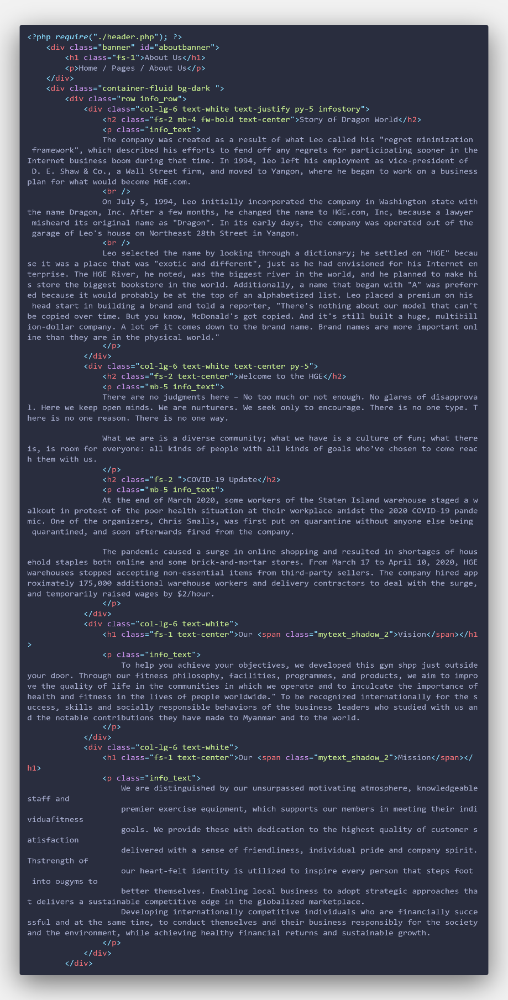 <?php require("./header.php"); ?>
    <div class="banner" id="aboutbanner">
        <h1 class="fs-1">About Us</h1>
        <p>Home / Pages / About Us</p>
    </div>
    <div class="container-fluid bg-dark ">
        <div class="row info_row">
            <div class="col-lg-6 text-white text-justify py-5 infostory">
                <h2 class="fs-2 mb-4 fw-bold text-center">Story of Dragon World</h2>
                <p class="info_text">
                The company was created as a result of what Leo called his "regret minimization
 framework", which described his efforts to fend off any regrets for participating sooner in the
Internet business boom during that time. In 1994, leo left his employment as vice-president of
 D. E. Shaw & Co., a Wall Street firm, and moved to Yangon, where he began to work on a business
plan for what would become HGE.com.
                <br />
                On July 5, 1994, Leo initially incorporated the company in Washington state with
the name Dragon, Inc. After a few months, he changed the name to HGE.com, Inc, because a lawyer
 misheard its original name as "Dragon". In its early days, the company was operated out of the
 garage of Leo's house on Northeast 28th Street in Yangon.
                <br />
                Leo selected the name by looking through a dictionary; he settled on "HGE" becau
se it was a place that was "exotic and different", just as he had envisioned for his Internet en
terprise. The HGE River, he noted, was the biggest river in the world, and he planned to make hi
s store the biggest bookstore in the world. Additionally, a name that began with "A" was preferr
ed because it would probably be at the top of an alphabetized list. Leo placed a premium on his
 head start in building a brand and told a reporter, "There's nothing about our model that can't
be copied over time. But you know, McDonald's got copied. And it's still built a huge, multibill
ion-dollar company. A lot of it comes down to the brand name. Brand names are more important onl
ine than they are in the physical world."
                </p>
            </div>
            <div class="col-lg-6 text-white text-center py-5">
                <h2 class="fs-2 text-center">Welcome to the HGE</h2>
                <p class="mb-5 info_text">
                There are no judgments here – No too much or not enough. No glares of disapprova
l. Here we keep open minds. We are nurturers. We seek only to encourage. There is no one type. T
here is no one reason. There is no one way.

                What we are is a diverse community; what we have is a culture of fun; what there
is, is room for everyone: all kinds of people with all kinds of goals who’ve chosen to come reac
h them with us.
                </p>
                <h2 class="fs-2 ">COVID-19 Update</h2>
                <p class="mb-5 info_text">
                At the end of March 2020, some workers of the Staten Island warehouse staged a w
alkout in protest of the poor health situation at their workplace amidst the 2020 COVID-19 pande
mic. One of the organizers, Chris Smalls, was first put on quarantine without anyone else being
 quarantined, and soon afterwards fired from the company.

                The pandemic caused a surge in online shopping and resulted in shortages of hous
ehold staples both online and some brick-and-mortar stores. From March 17 to April 10, 2020, HGE
warehouses stopped accepting non-essential items from third-party sellers. The company hired app
roximately 175,000 additional warehouse workers and delivery contractors to deal with the surge,
and temporarily raised wages by $2/hour.
                </p>
            </div>
            <div class="col-lg-6 text-white">
                <h1 class="fs-1 text-center">Our <span class="mytext_shadow_2">Vision</span></h1
>
                <p class="info_text">
                    To help you achieve your objectives, we developed this gym shpp just outside
your door. Through our fitness philosophy, facilities, programmes, and products, we aim to impro
ve the quality of life in the communities in which we operate and to inculcate the importance of
health and fitness in the lives of people worldwide." To be recognized internationally for the s
uccess, skills and socially responsible behaviors of the business leaders who studied with us an
d the notable contributions they have made to Myanmar and to the world.
                </p>
            </div>
            <div class="col-lg-6 text-white">
                <h1 class="fs-1 text-center">Our <span class="mytext_shadow_2">Mission</span></
h1>
                <p class="info_text">
                    We are distinguished by our unsurpassed motivating atmosphere, knowledgeable
staff and
                    premier exercise equipment, which supports our members in meeting their indi
viduafitness
                    goals. We provide these with dedication to the highest quality of customer s
atisfaction
                    delivered with a sense of friendliness, individual pride and company spirit.
Thstrength of
                    our heart-felt identity is utilized to inspire every person that steps foot
 into ougyms to
                    better themselves. Enabling local business to adopt strategic approaches tha
t delivers a sustainable competitive edge in the globalized marketplace.
                    Developing internationally competitive individuals who are financially succe
ssful and at the same time, to conduct themselves and their business responsibly for the society
and the environment, while achieving healthy financial returns and sustainable growth.
                </p>
            </div>
        </div>